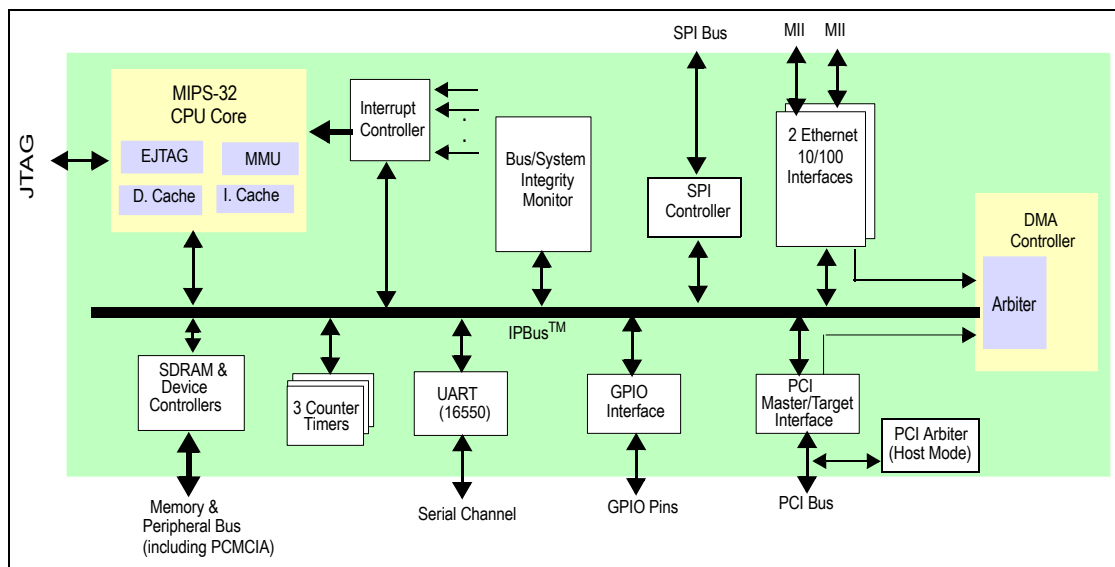 SPI Bus
MII
MII
MIPS-32
CPU Core
EJTAG
MMU
D. Cache
I. Cache
JTAG
Interrupt
Controller
.
.
Bus/System
Integrity
Monitor
SPI
Controller
2 Ethernet
10/100
Interfaces
DMA
Controller
Arbiter
IPBus™
SDRAM &
Device
Controllers
3 Counter
Timers
UART
(16550)
GPIO
Interface
PCI
Master/Target
Interface
PCI Arbiter
(Host Mode)
Memory &
Peripheral Bus
(including PCMCIA)
Serial Channel
GPIO Pins
PCI Bus